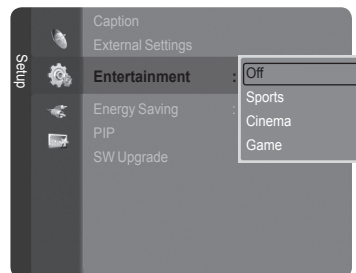 Setup
Caption
External Settings
Entertainment : Off
Sports
Cinema
Game
Energy Saving :
PIP
SW Upgrade